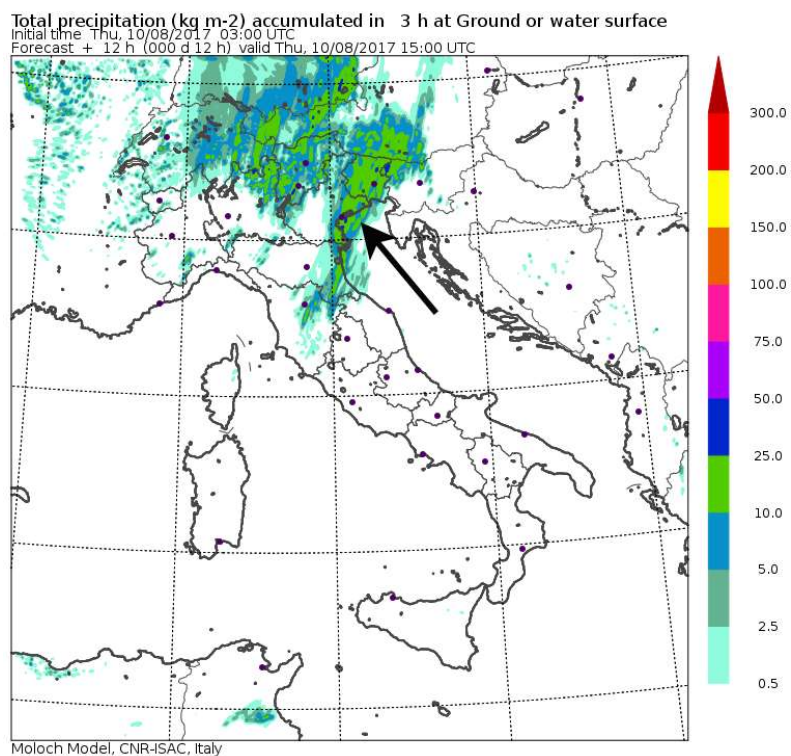 Total precipitation (kg m-2) accumulated in   3 h at Ground or water surface
Initial time  Thu, 10/08/2017  03:00 UTC
Forecast  +  12 h  (000 d 12 h)  valid Thu, 10/08/2017 15:00 UTC
300.0
200.0
150.0
100.0
75.0
50.0
25.0
10.0
5.0
2.5
0.5
Moloch Model, CNR-ISAC, Italy